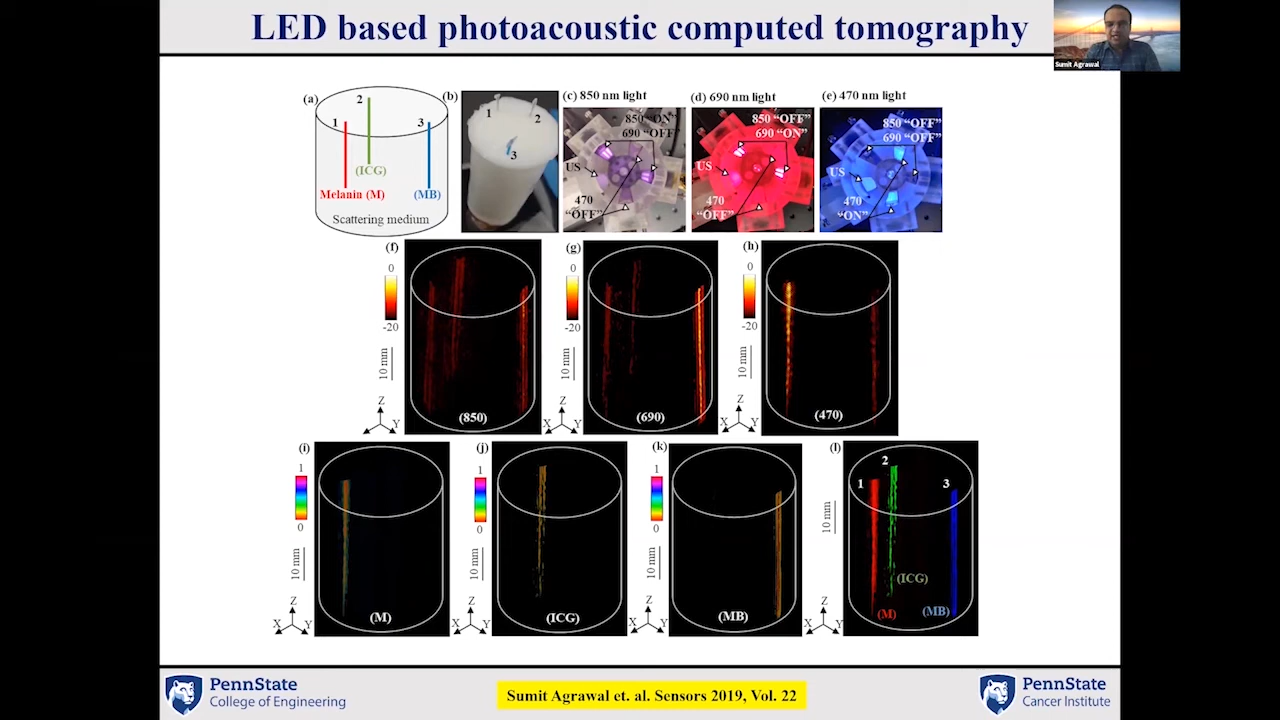 LED based photoacoustic computed tomography
Sumit Agrawal
(a)
1
2
3
(ICG)
Melanin (M)
(MB)
Scattering medium
(b)
1
2
3
(c) 850 nm light
850 "ON"
690 "OFF"
US
470
"OFF"
(d) 690 nm light
850 "OFF"
690 "ON"
US
470
"OFF"
(e) 470 nm light
850 "OFF"
690 "OFF"
US
470
"ON"
(f)
0
-20
10 mm
Z
X
Y
(850)
(g)
0
-20
10 mm
Z
X
Y
(690)
(h)
0
-20
10 mm
Z
X
Y
(470)
(i)
1
0
10 mm
Z
X
Y
(M)
(j)
1
0
10 mm
Z
X
Y
(ICG)
(k)
1
0
10 mm
Z
X
Y
(MB)
(l)
1
2
3
10 mm
Z
X
Y
(ICG)
(M)
(MB)
PennState
College of Engineering
Sumit Agrawal et. al. Sensors 2019, Vol. 22
PennState
Cancer Institute